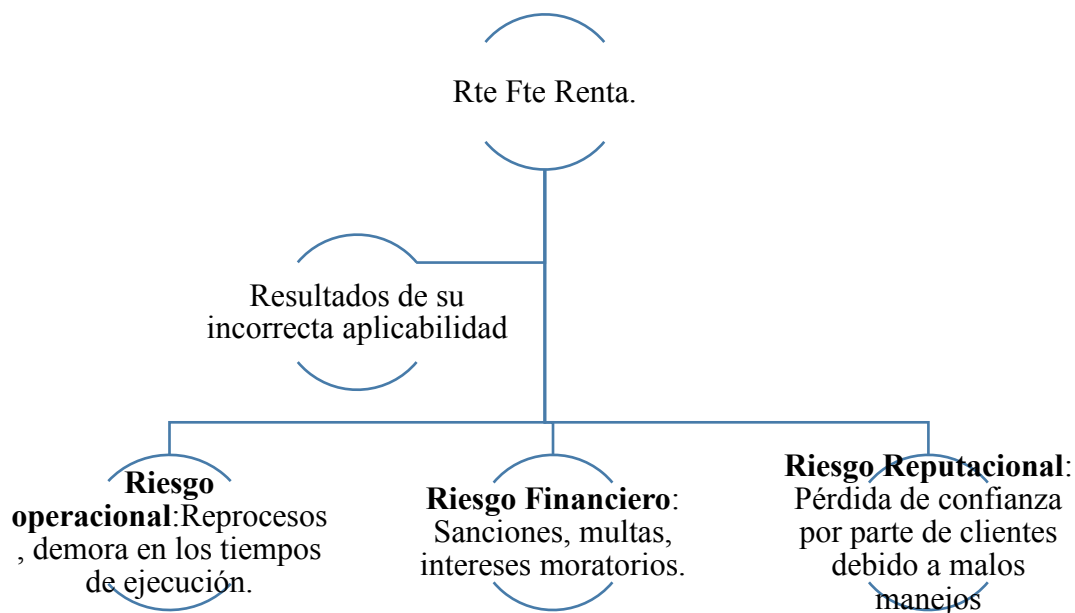 Rte Fte Renta.
Resultados de su
incorrecta aplicabilidad
Riesgo
operacional:Reprocesos
, demora en los tiempos
de ejecución.
Riesgo Financiero:
Sanciones, multas,
intereses moratorios.
Riesgo Reputacional:
Pérdida de confianza
por parte de clientes
debido a malos
manejos